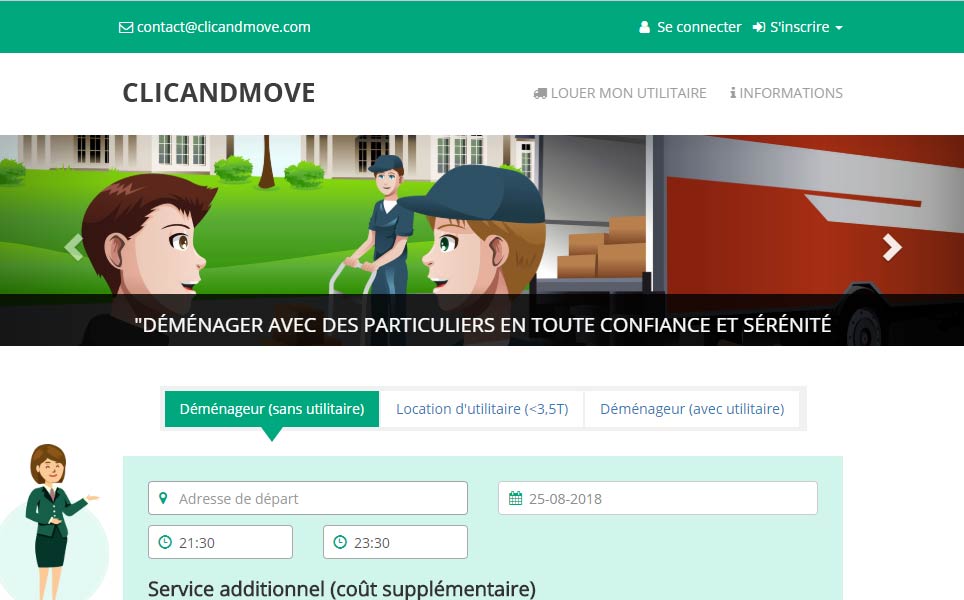 contact@clicandmove.com
Se connecter S'inscrire
CLICANDMOVE
LOUER MON UTILITAIRE INFORMATIONS
"DÉMÉNAGER AVEC DES PARTICULIERS EN TOUTE CONFIANCE ET SÉRÉNITÉ
Déménageur (sans utilitaire) Location d'utilitaire (<3,5T) Déménageur (avec utilitaire)
Adresse de départ 25-08-2018
21:30 23:30
Service additionnel (coût supplémentaire)